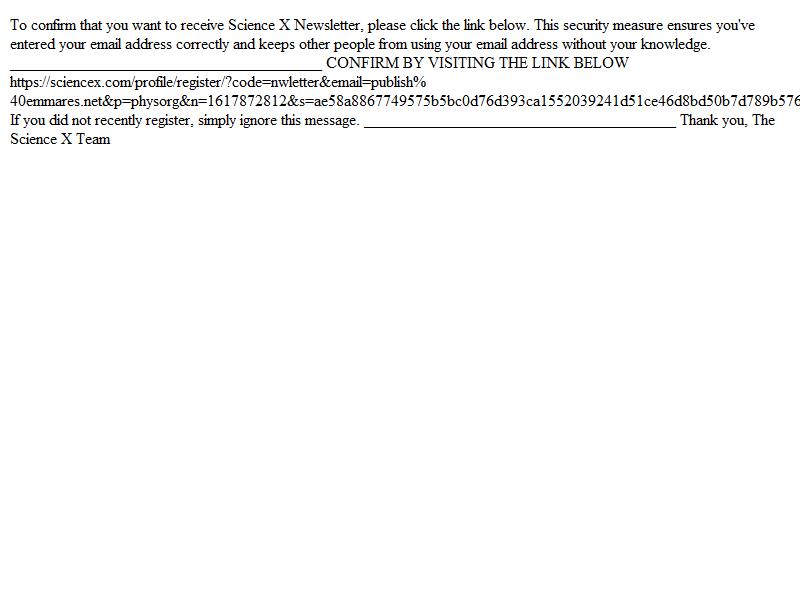 To confirm that you want to receive Science X Newsletter, please click the link below. This security measure ensures you've
entered your email address correctly and keeps other people from using your email address without your knowledge.
________________________________________ CONFIRM BY VISITING THE LINK BELOW
https://sciencex.com/profile/register/?code=nwletter&email=publish%
40emmares.net&p=physorg&n=1617872812&s=ae58a8867749575b5bc0d76d393ca1552039241d51ce46d8bd50b7d789b576
If you did not recently register, simply ignore this message. ________________________________________ Thank you, The
Science X Team